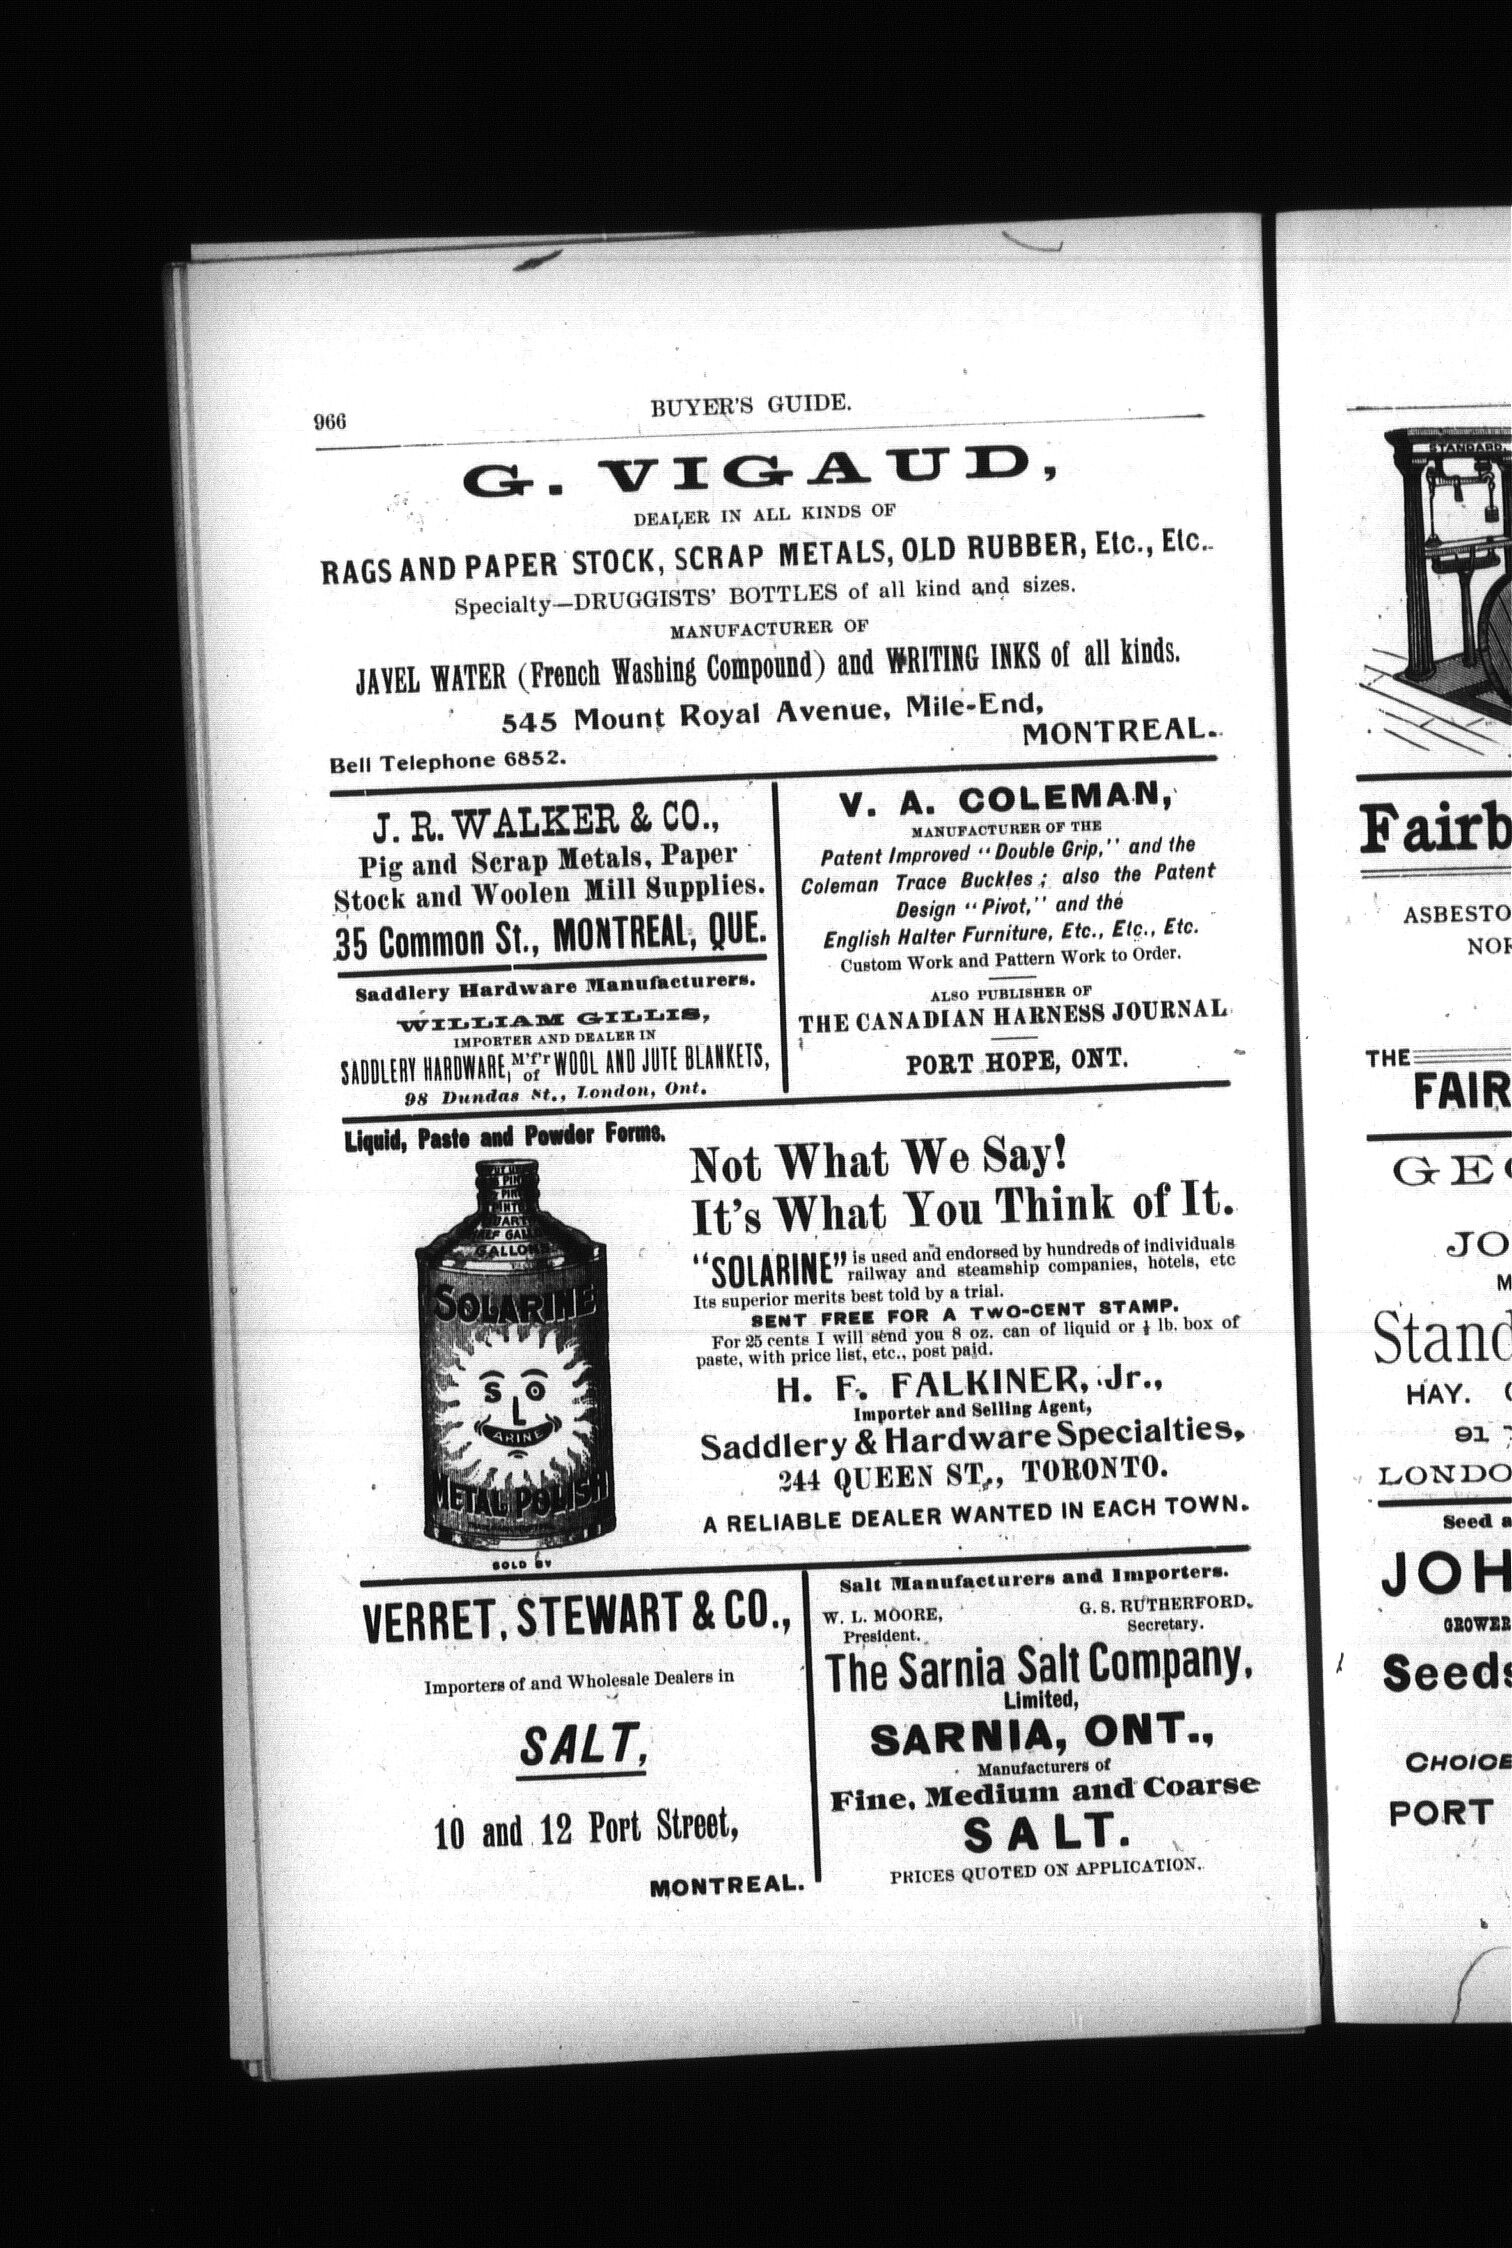 966
BUYER'S GUIDE.
G. VIGAUD,
DEALER IN ALL KINDS OF
RAGS AND PAPER STOCK, SCRAP METALS, OLD RUBBER, Etc., Etc.
Specialty—DRUGGISTS' BOTTLES of all kind and sizes.
MANUFACTURER OF
JAVEL WATER (French Washing Compound) and WRITING INKS of all kinds.
545 Mount Royal Avenue, Mile-End,
MONTREAL.
Bell Telephone 6852.
J. R. WALKER & CO.,
Pig and Scrap Metals, Paper
Stock and Woolen Mill Supplies.
35 Common St., MONTREAL, QUE.
Saddlery Hardware Manufacturers.
WILLIAM GILLIS,
IMPORTER AND DEALER IN
SADDLERY HARDWARE, M'f'r of WOOL AND JUTE BLANKETS,
98 Dundas St., London, Ont.
V. A. COLEMAN,
MANUFACTURER OF THE
Patent Improved "Double Grip," and the
Coleman Trace Buckles; also the Patent
Design "Pivot," and the
English Halter Furniture, Etc., Etc., Etc.
Custom Work and Pattern Work to Order.
ALSO PUBLISHER OF
THE CANADIAN HARNESS JOURNAL
PORT HOPE, ONT.
Liquid, Paste and Powder Forms.
GALLONS
SOLARINE
S O
L
ARINE
METAL POLISH
SOLD BY
Not What We Say!
It's What You Think of It.
"SOLARINE" is used and endorsed by hundreds of individuals
railway and steamship companies, hotels, etc
Its superior merits best told by a trial.
SENT FREE FOR A TWO-CENT STAMP.
For 25 cents I will send you 8 oz. can of liquid or ½ lb. box of
paste, with price list, etc., post paid.
H. F. FALKINER, Jr.,
Importer and Selling Agent,
Saddlery & Hardware Specialties,
244 QUEEN ST., TORONTO.
A RELIABLE DEALER WANTED IN EACH TOWN.
VERRET, STEWART & CO.,
Importers of and Wholesale Dealers in
SALT,
10 and 12 Port Street,
MONTREAL.
Salt Manufacturers and Importers.
W. L. MOORE,
President.
G. S. RUTHERFORD,
Secretary.
The Sarnia Salt Company,
Limited,
SARNIA, ONT.,
Manufacturers of
Fine, Medium and Coarse
SALT.
PRICES QUOTED ON APPLICATION.
STANDARD
Fairb
ASBESTO
NOR
THE
FAIR
GEO
JO
M
Stand
HAY.
91
LONDO
Seed a
JOH
GROWER
Seeds
CHOICE
PORT